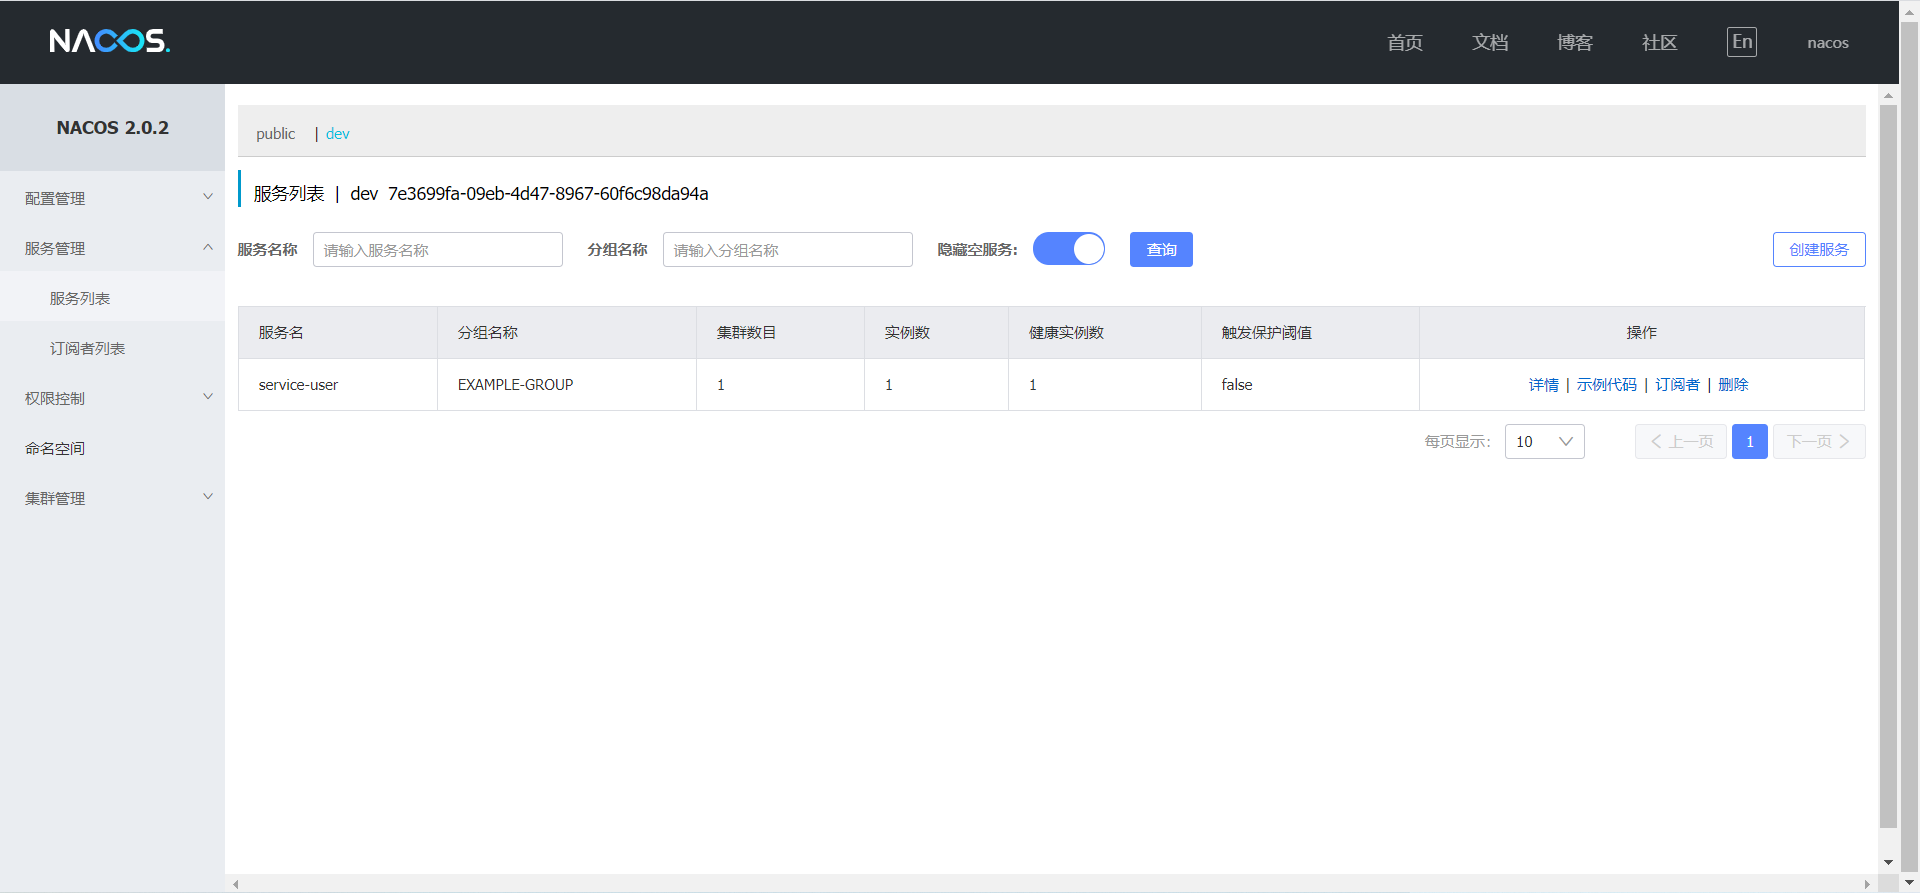 NACOS.
首页 文档 博客 社区 En nacos
NACOS 2.0.2
配置管理
服务管理
服务列表
订阅者列表
权限控制
命名空间
集群管理
public | dev
服务列表 | dev 7e3699fa-09eb-4d47-8967-60f6c98da94a
服务名称 请输入服务名称 分组名称 请输入分组名称 隐藏空服务: 查询 创建服务
服务名 分组名称 集群数目 实例数 健康实例数 触发保护阈值 操作
service-user EXAMPLE-GROUP 1 1 1 false 详情 | 示例代码 | 订阅者 | 删除
每页显示: 10 上一页 1 下一页